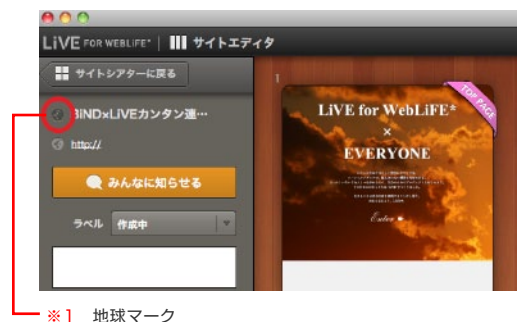 LiVE FOR WEBLiFE* サイトエディタ
サイトシアターに戻る
BiND×LiVEカンタン連…
http://
みんなに知らせる
ラベル 作成中
1
TOP PAGE
LiVE for WebLiFE*
×
EVERYONE
Enter
※1 地球マーク